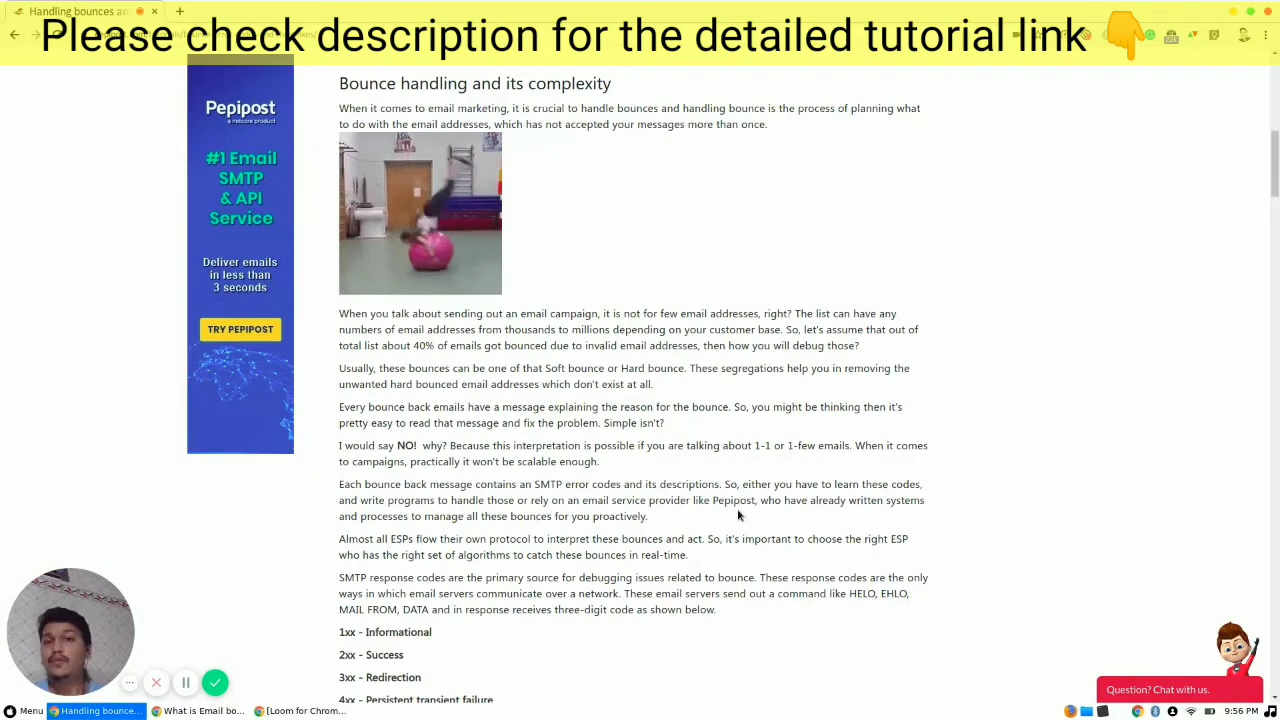 Handling bounces an
Please check description for the detailed tutorial link
Pepipost
a netcore product
#1 Email
SMTP
& API
Service
Deliver emails
in less than
3 seconds
TRY PEPIPOST
Bounce handling and its complexity
When it comes to email marketing, it is crucial to handle bounces and handling bounce is the process of planning what
to do with the email addresses, which has not accepted your messages more than once.
When you talk about sending out an email campaign, it is not for few email addresses, right? The list can have any
numbers of email addresses from thousands to millions depending on your customer base. So, let's assume that out of
total list about 40% of emails got bounced due to invalid email addresses, then how you will debug those?
Usually, these bounces can be one of that Soft bounce or Hard bounce. These segregations help you in removing the
unwanted hard bounced email addresses which don't exist at all.
Every bounce back emails have a message explaining the reason for the bounce. So, you might be thinking then it's
pretty easy to read that message and fix the problem. Simple isn't?
I would say NO! why? Because this interpretation is possible if you are talking about 1-1 or 1-few emails. When it comes
to campaigns, practically it won't be scalable enough.
Each bounce back message contains an SMTP error codes and its descriptions. So, either you have to learn these codes,
and write programs to handle those or rely on an email service provider like Pepipost, who have already written systems
and processes to manage all these bounces for you proactively.
Almost all ESPs flow their own protocol to interpret these bounces and act. So, it's important to choose the right ESP
who has the right set of algorithms to catch these bounces in real-time.
SMTP response codes are the primary source for debugging issues related to bounce. These response codes are the only
ways in which email servers communicate over a network. These email servers send out a command like HELO, EHLO,
MAIL FROM, DATA and in response receives three-digit code as shown below.
1xx - Informational
2xx - Success
3xx - Redirection
4xx - Persistent transient failure
Question? Chat with us.
Menu
Handling bounce...
What is Email bo...
[Loom for Chrom...
9:56 PM